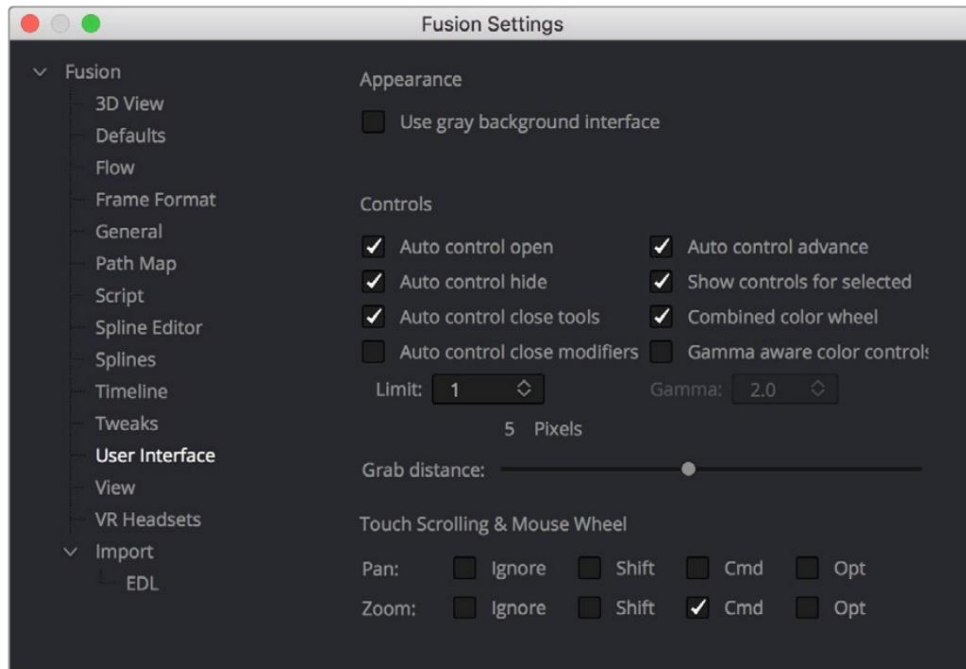 Fusion Settings
Fusion
3D View
Defaults
Flow
Frame Format
General
Path Map
Script
Spline Editor
Splines
Timeline
Tweaks
User Interface
View
VR Headsets
Import
EDL
Appearance
Use gray background interface
Controls
Auto control open
Auto control advance
Auto control hide
Show controls for selected
Auto control close tools
Combined color wheel
Auto control close modifiers
Gamma aware color controls
Limit: 1
Gamma: 2.0
5 Pixels
Grab distance:
Touch Scrolling & Mouse Wheel
Pan: Ignore Shift Cmd Opt
Zoom: Ignore Shift Cmd Opt